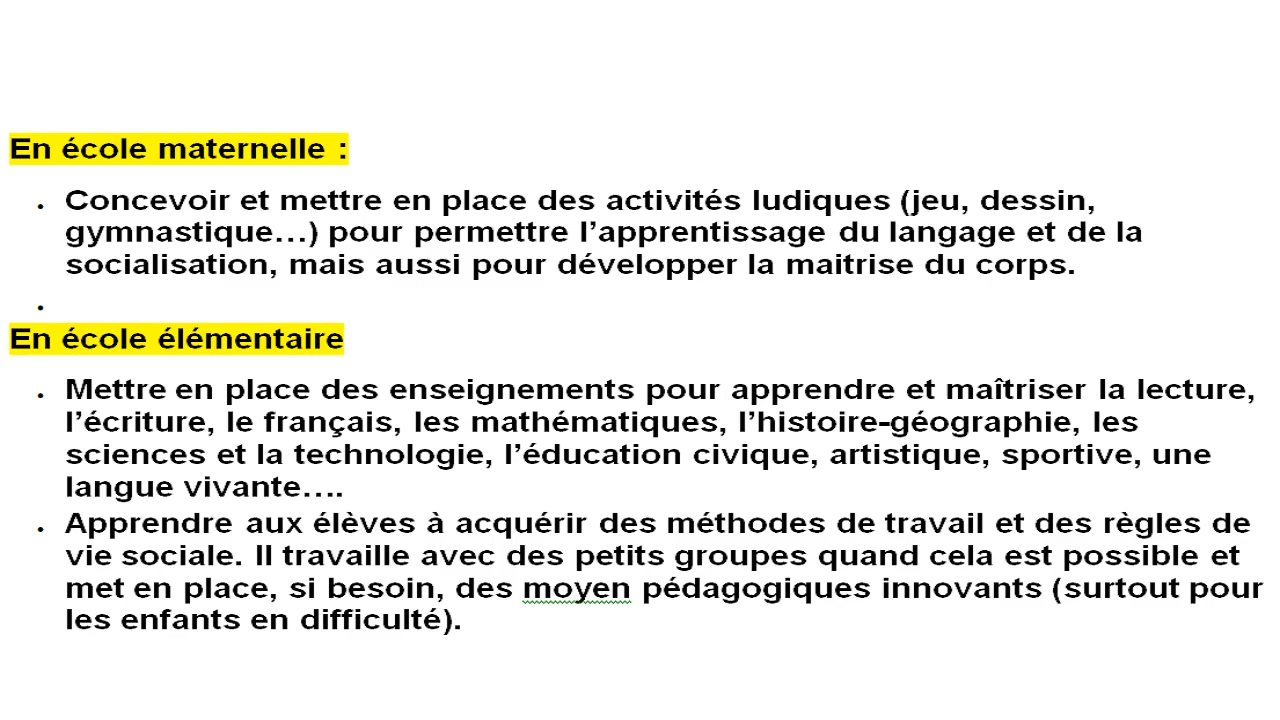 En école maternelle :
• Concevoir et mettre en place des activités ludiques (jeu, dessin,
gymnastique…) pour permettre l’apprentissage du langage et de la
socialisation, mais aussi pour développer la maitrise du corps.
•
En école élémentaire
• Mettre en place des enseignements pour apprendre et maîtriser la lecture,
l’écriture, le français, les mathématiques, l’histoire-géographie, les
sciences et la technologie, l’éducation civique, artistique, sportive, une
langue vivante….
• Apprendre aux élèves à acquérir des méthodes de travail et des règles de
vie sociale. Il travaille avec des petits groupes quand cela est possible et
met en place, si besoin, des moyen pédagogiques innovants (surtout pour
les enfants en difficulté).